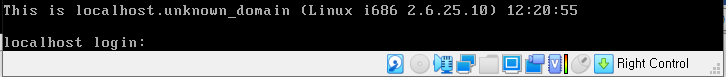 This is localhost.unknown_domain (Linux i686 2.6.25.10) 12:20:55
localhost login:
Right Control